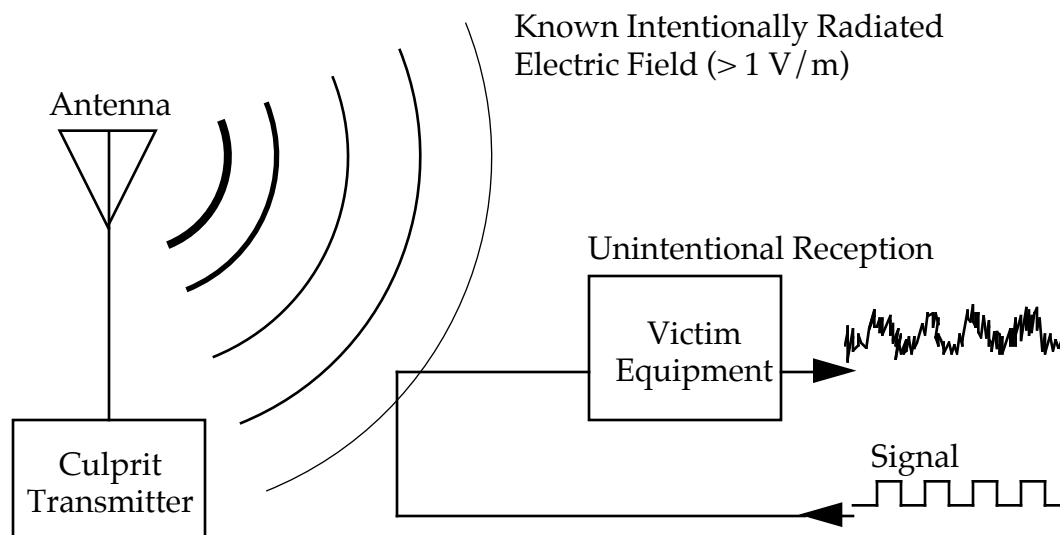 Known Intentionally Radiated
Electric Field (> 1 V/m)
Antenna
Unintentional Reception
Victim
Equipment
Signal
Culprit
Transmitter